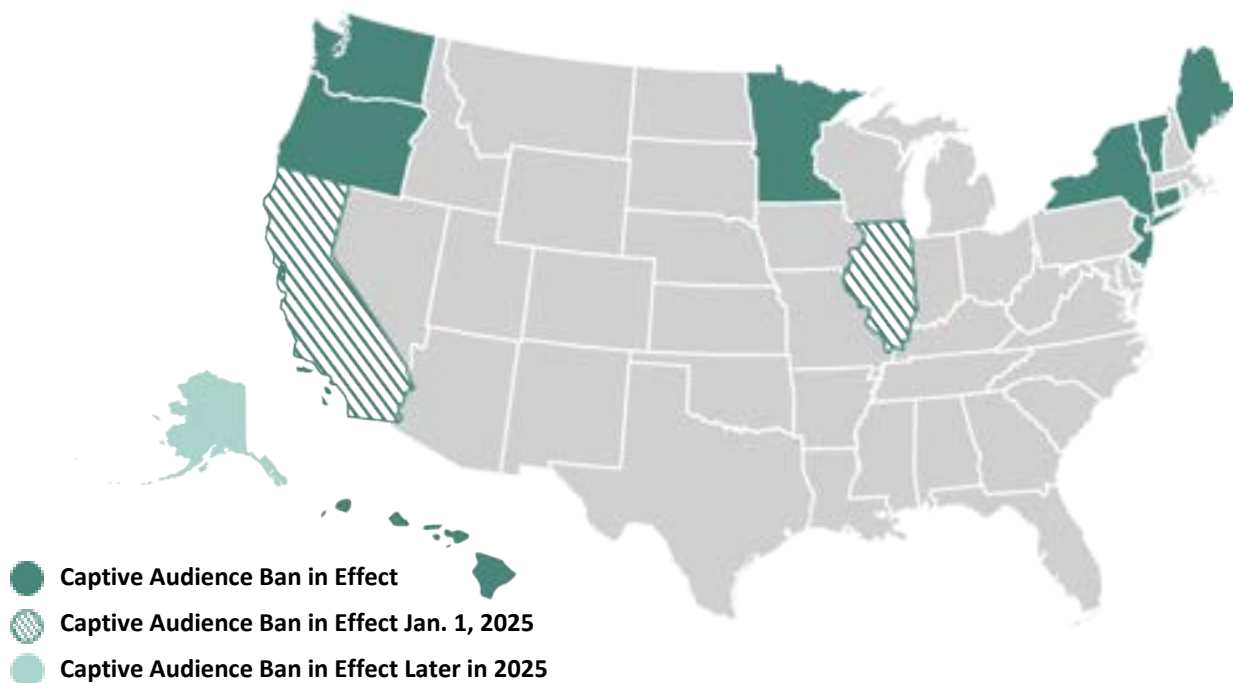 Captive Audience Ban in Effect
Captive Audience Ban in Effect Jan. 1, 2025
Captive Audience Ban in Effect Later in 2025